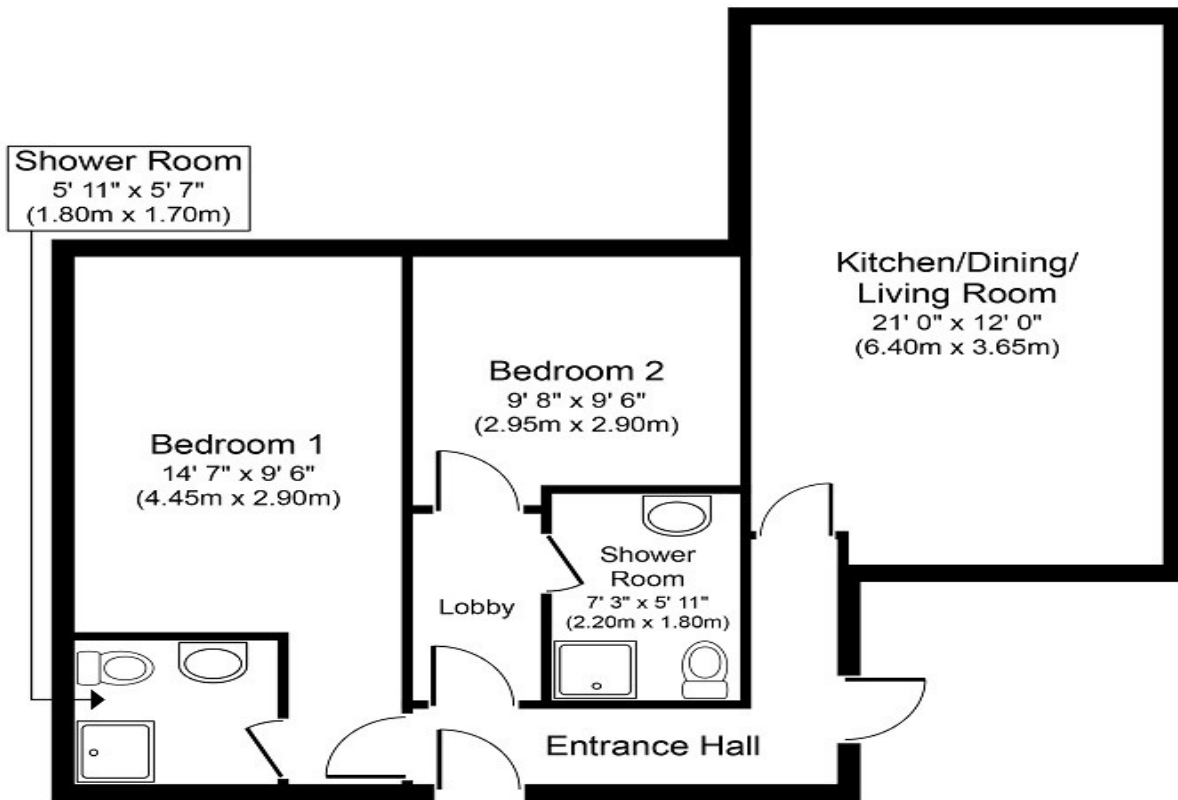 Shower Room
5' 11" x 5' 7"
(1.80m x 1.70m)
Kitchen/Dining/
Living Room
21' 0" x 12' 0"
(6.40m x 3.65m)
Bedroom 2
9' 8" x 9' 6"
(2.95m x 2.90m)
Bedroom 1
14' 7" x 9' 6"
(4.45m x 2.90m)
Shower
Room
7' 3" x 5' 11"
(2.20m x 1.80m)
Lobby
Entrance Hall